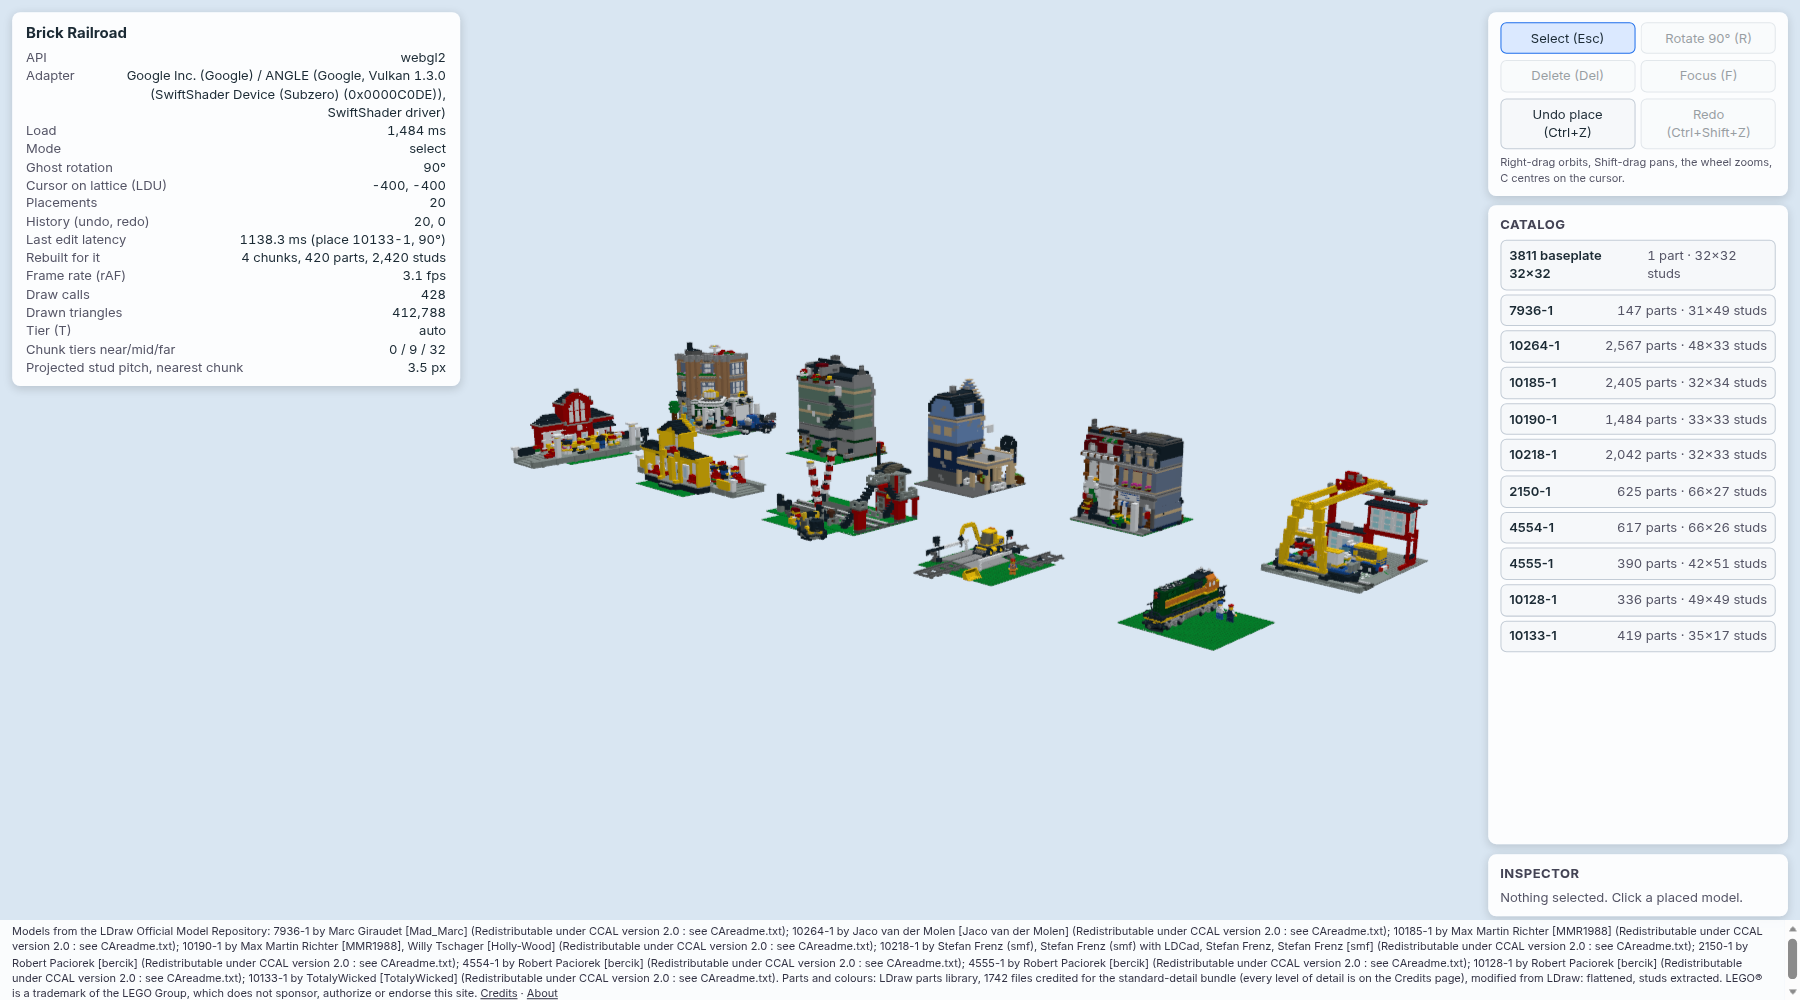 Brick Railroad
API webgl2
Adapter Google Inc. (Google) / ANGLE (Google, Vulkan 1.3.0
(SwiftShader Device (Subzero) (0x0000C0DE)),
SwiftShader driver)
Load 1,484 ms
Mode select
Ghost rotation 90°
Cursor on lattice (LDU) -400, -400
Placements 20
History (undo, redo) 20, 0
Last edit latency 1138.3 ms (place 10133-1, 90°)
Rebuilt for it 4 chunks, 420 parts, 2,420 studs
Frame rate (rAF) 3.1 fps
Draw calls 428
Drawn triangles 412,788
Tier (T) auto
Chunk tiers near/mid/far 0 / 9 / 32
Projected stud pitch, nearest chunk 3.5 px
Select (Esc) Rotate 90° (R)
Delete (Del) Focus (F)
Undo place (Ctrl+Z) Redo (Ctrl+Shift+Z)
Right-drag orbits, Shift-drag pans, the wheel zooms,
C centres on the cursor.
CATALOG
3811 baseplate 32×32 1 part · 32×32 studs
7936-1 147 parts · 31×49 studs
10264-1 2,567 parts · 48×33 studs
10185-1 2,405 parts · 32×34 studs
10190-1 1,484 parts · 33×33 studs
10218-1 2,042 parts · 32×33 studs
2150-1 625 parts · 66×27 studs
4554-1 617 parts · 66×26 studs
4555-1 390 parts · 42×51 studs
10128-1 336 parts · 49×49 studs
10133-1 419 parts · 35×17 studs
INSPECTOR
Nothing selected. Click a placed model.
Models from the LDraw Official Model Repository: 7936-1 by Marc Giraudet [Mad_Marc] (Redistributable under CCAL version 2.0 : see CAreadme.txt); 10264-1 by Jaco van der Molen [Jaco van der Molen] (Redistributable under CCAL version 2.0 : see CAreadme.txt); 10185-1 by Max Martin Richter [MMR1988] (Redistributable under CCAL
version 2.0 : see CAreadme.txt); 10190-1 by Max Martin Richter [MMR1988], Willy Tschager [Holly-Wood] (Redistributable under CCAL version 2.0 : see CAreadme.txt); 10218-1 by Stefan Frenz (smf), Stefan Frenz (smf) with LDCad, Stefan Frenz, Stefan Frenz [smf] (Redistributable under CCAL version 2.0 : see CAreadme.txt); 2150-1 by
Robert Paciorek [bercik] (Redistributable under CCAL version 2.0 : see CAreadme.txt); 4554-1 by Robert Paciorek [bercik] (Redistributable under CCAL version 2.0 : see CAreadme.txt); 4555-1 by Robert Paciorek [bercik] (Redistributable under CCAL version 2.0 : see CAreadme.txt); 10128-1 by Robert Paciorek [bercik] (Redistributable
under CCAL version 2.0 : see CAreadme.txt); 10133-1 by TotalyWicked [TotalyWicked] (Redistributable under CCAL version 2.0 : see CAreadme.txt). Parts and colours: LDraw parts library, 1742 files credited for the standard-detail bundle (every level of detail is on the Credits page), modified from LDraw: flattened, studs extracted. LEGO®
is a trademark of the LEGO Group, which does not sponsor, authorize or endorse this site. Credits · About